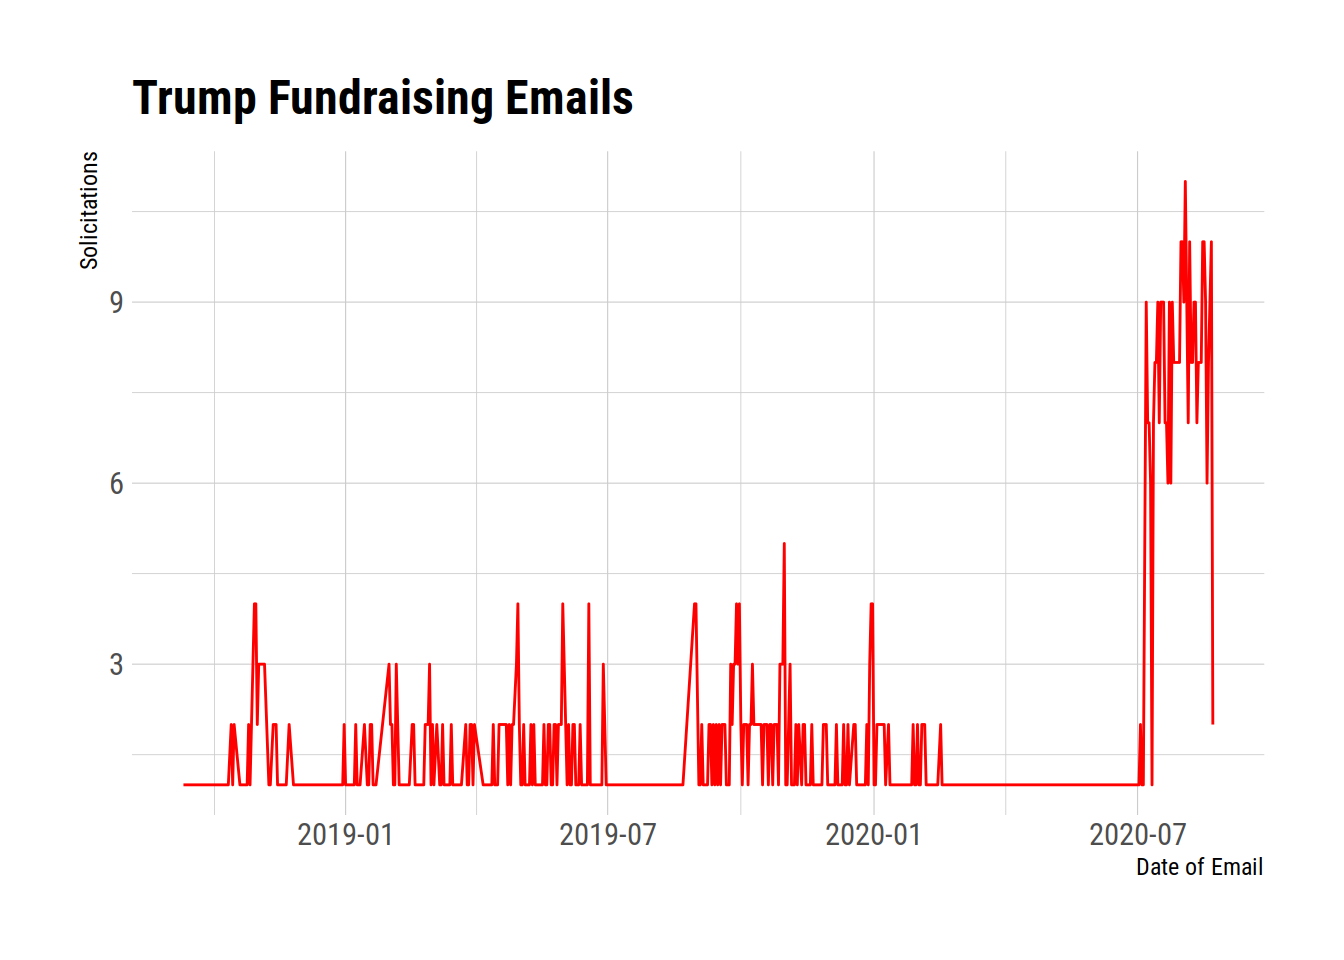 Trump Fundraising Emails
Solicitations
9
6
3
2019-01
2019-07
2020-01
2020-07
Date of Email